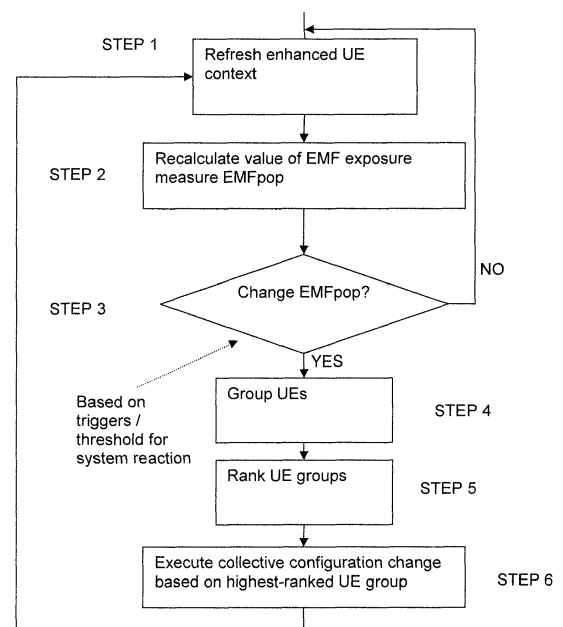 STEP 1
Refresh enhanced UE
context
STEP 2
Recalculate value of EMF exposure
measure EMFpop
STEP 3
Change EMFpop?
NO
YES
Based on
triggers /
threshold for
system reaction
Group UEs
STEP 4
Rank UE groups
STEP 5
Execute collective configuration change
based on highest-ranked UE group
STEP 6